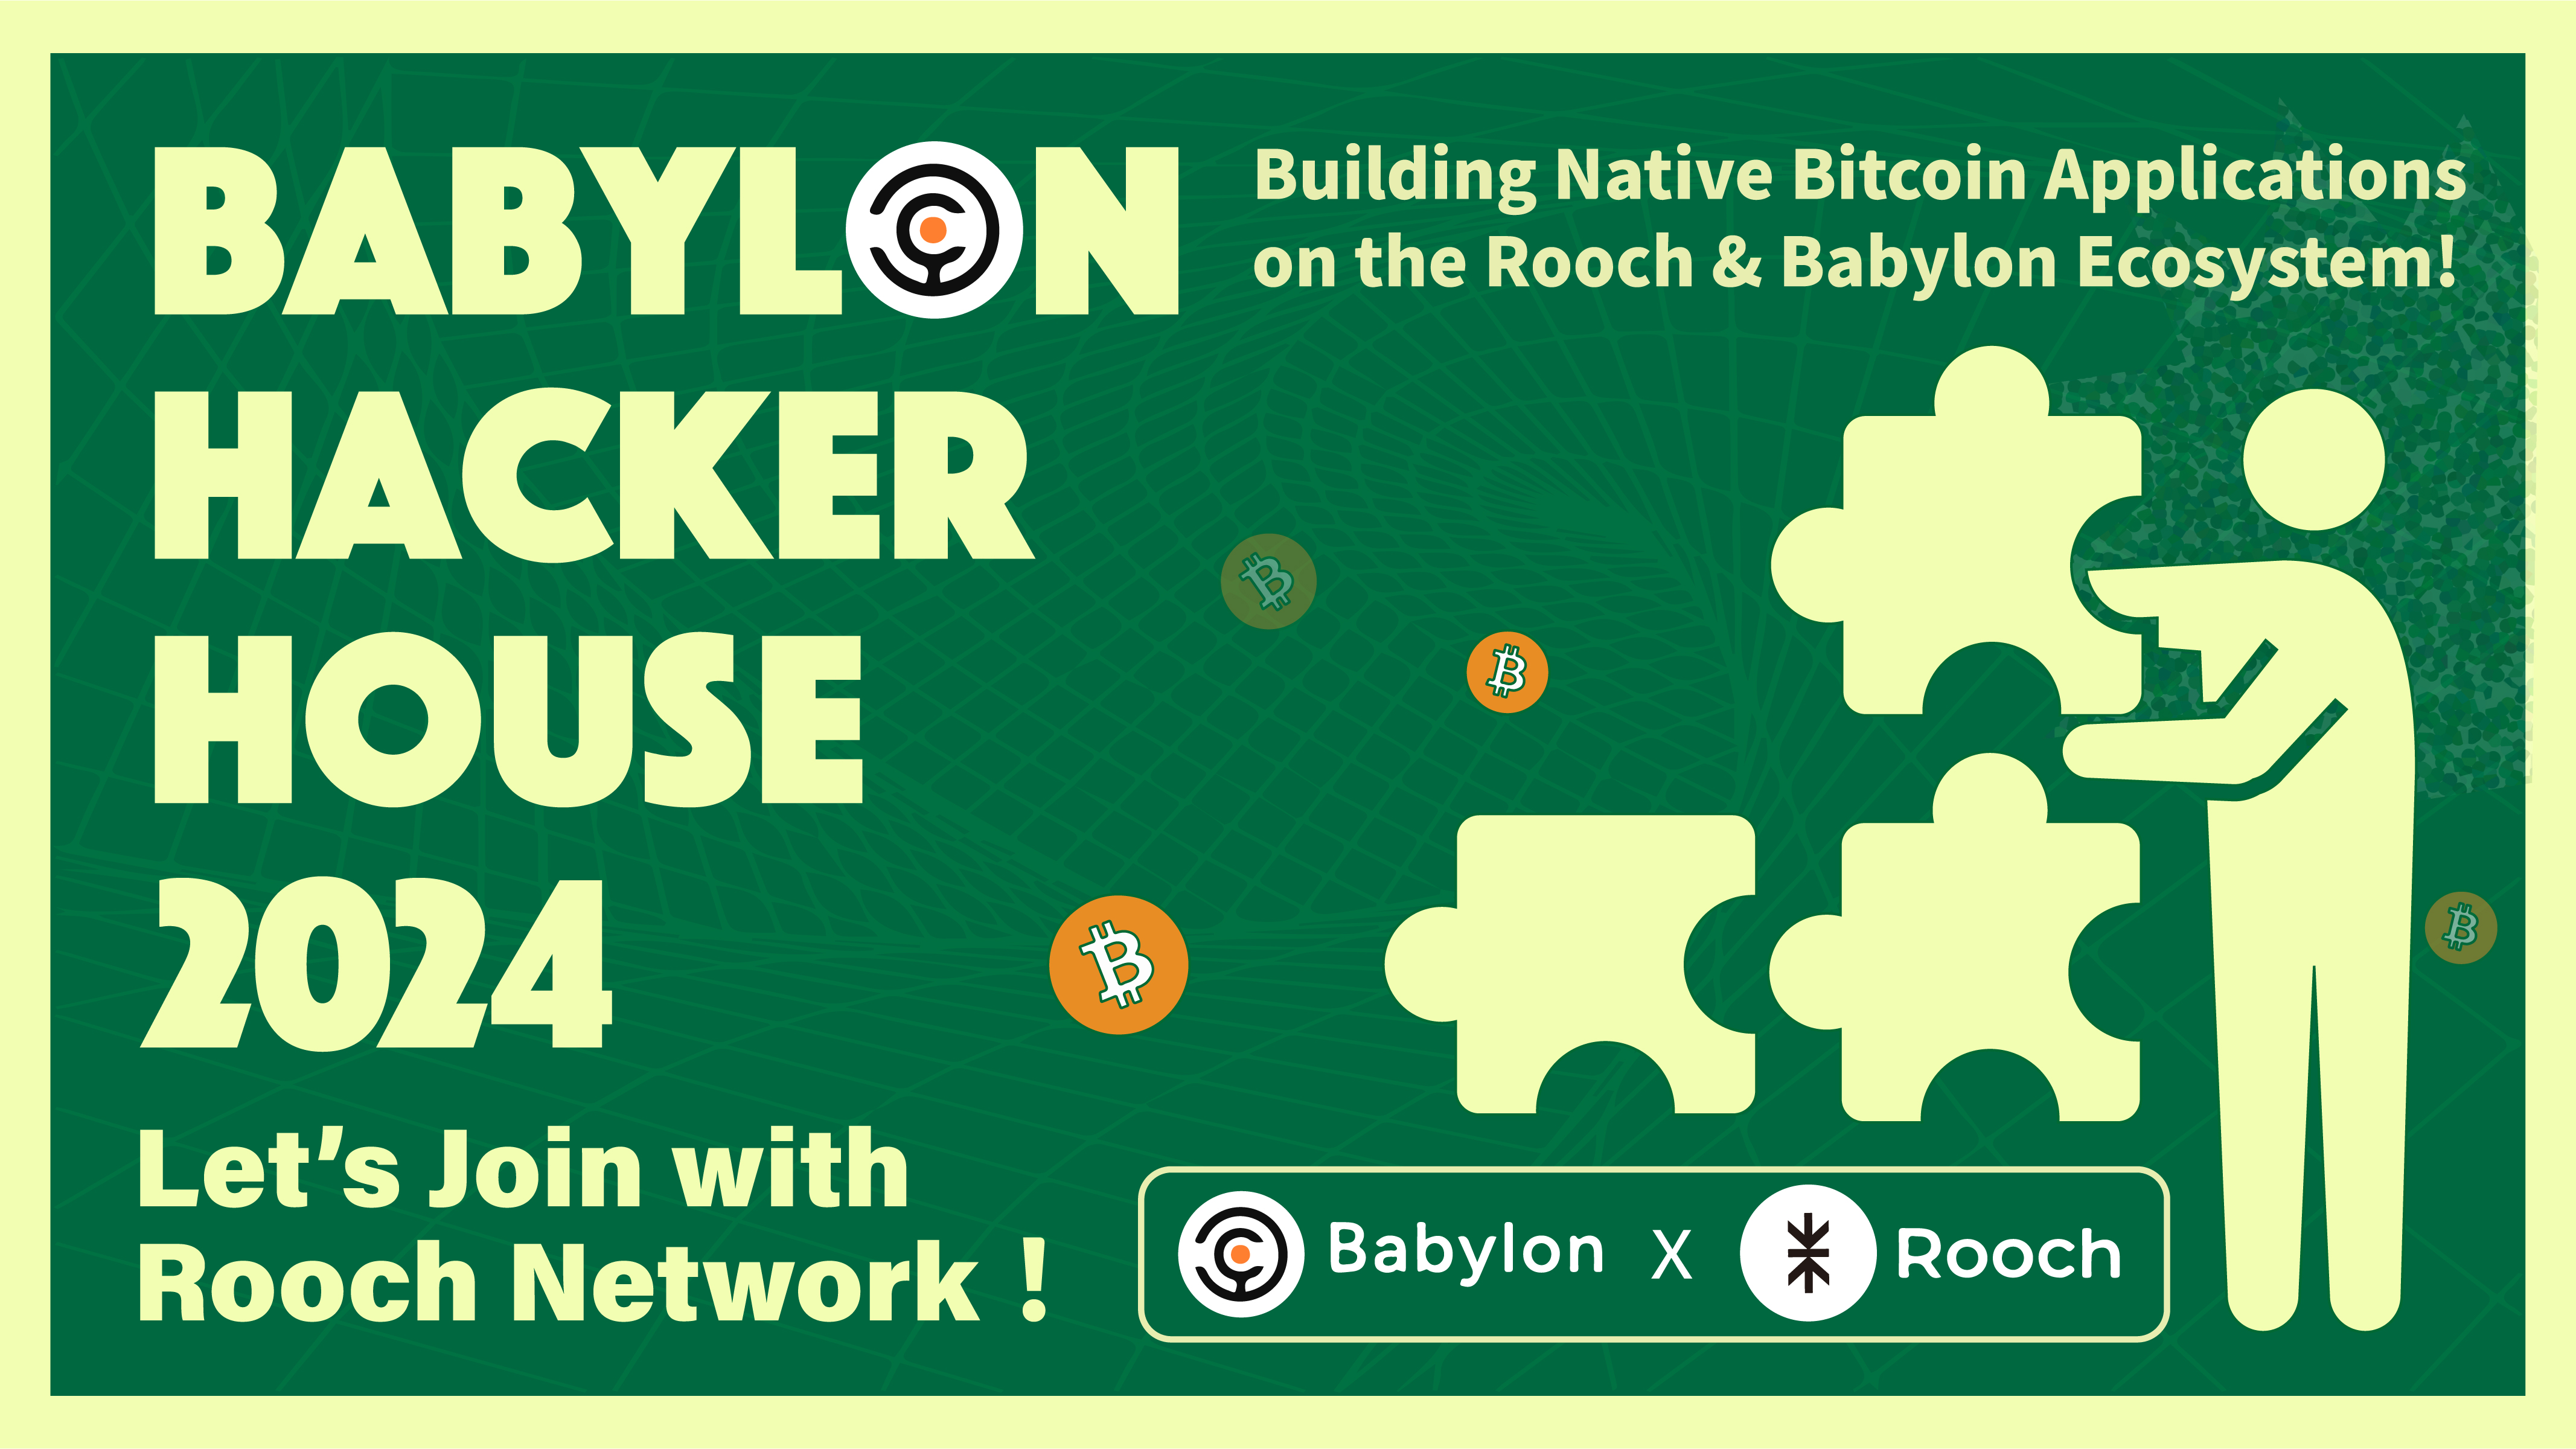 BABYLON
HACKER
HOUSE
2024
Let’s Join with
Rooch Network !
Building Native Bitcoin Applications
on the Rooch & Babylon Ecosystem!
Babylon X Rooch